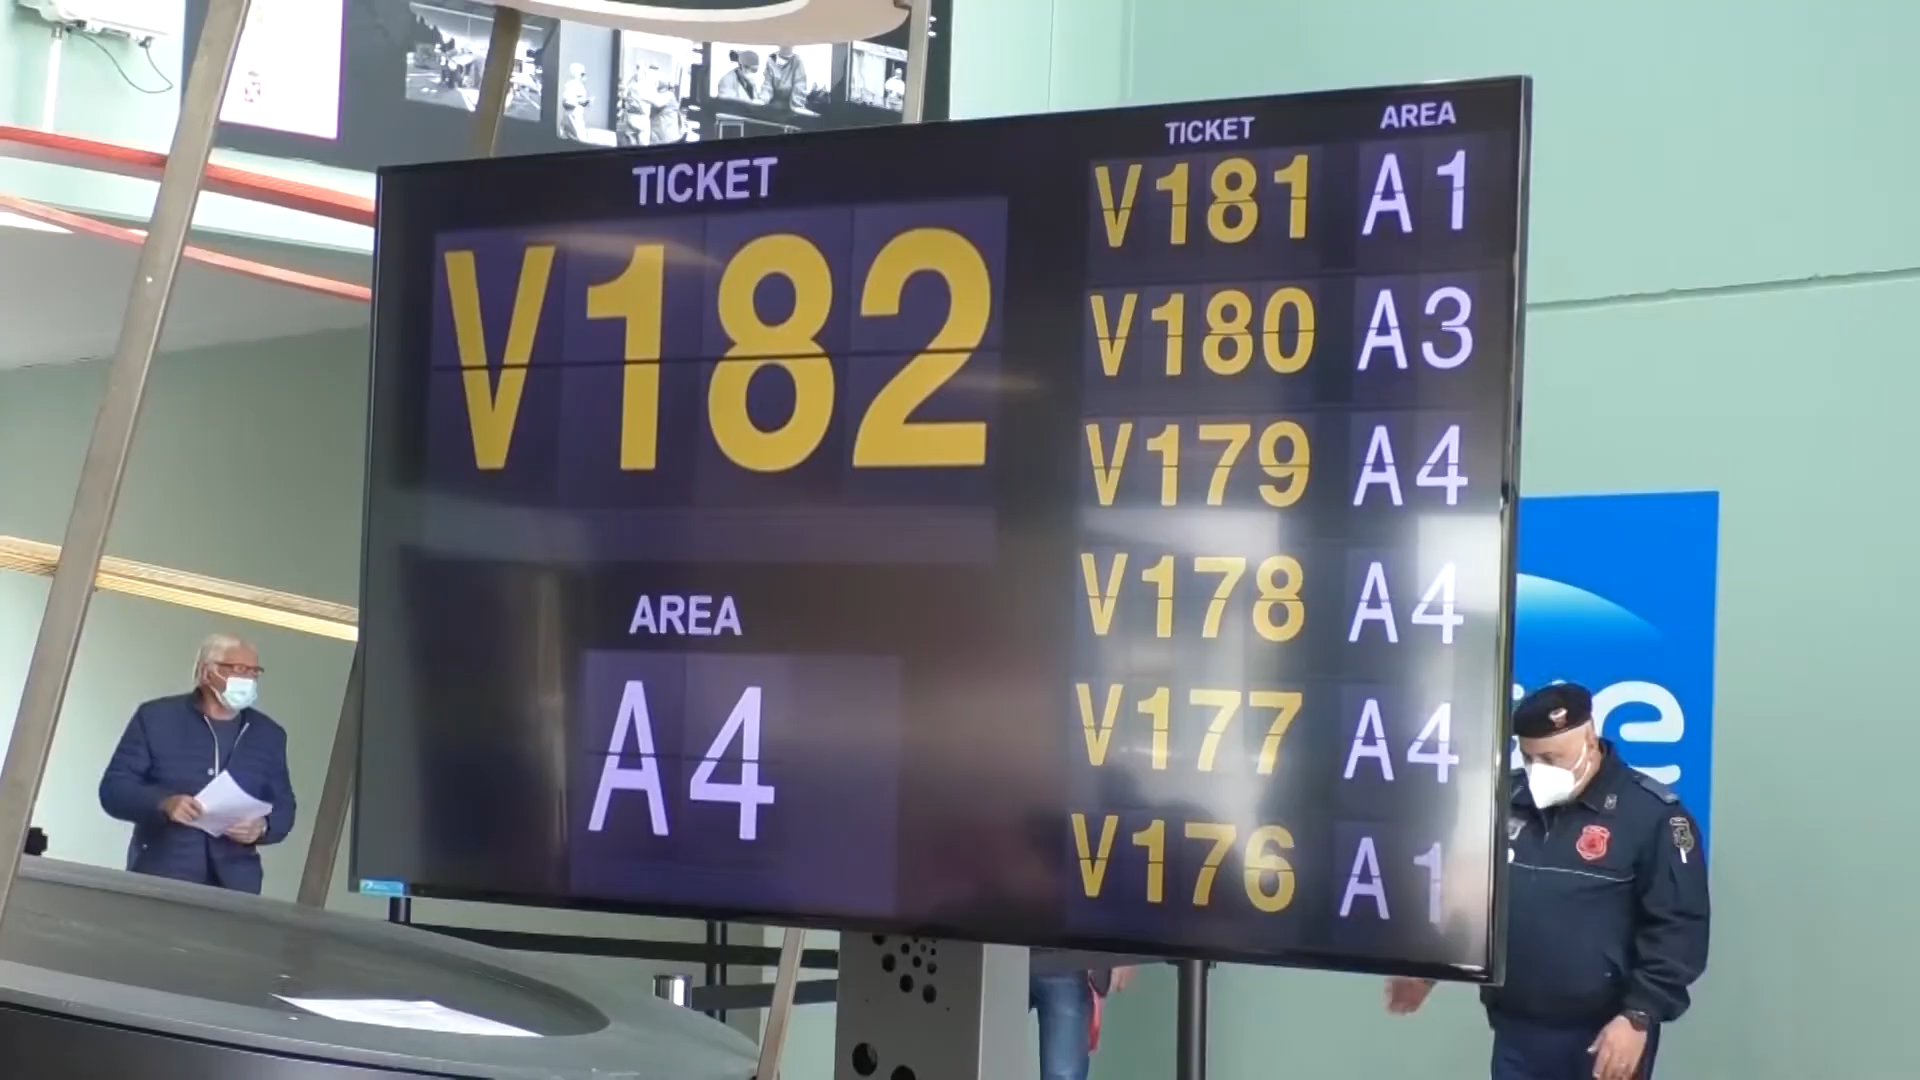 TICKET
V182
AREA
A4
TICKET AREA
V181 A1
V180 A3
V179 A4
V178 A4
V177 A4
V176 A1